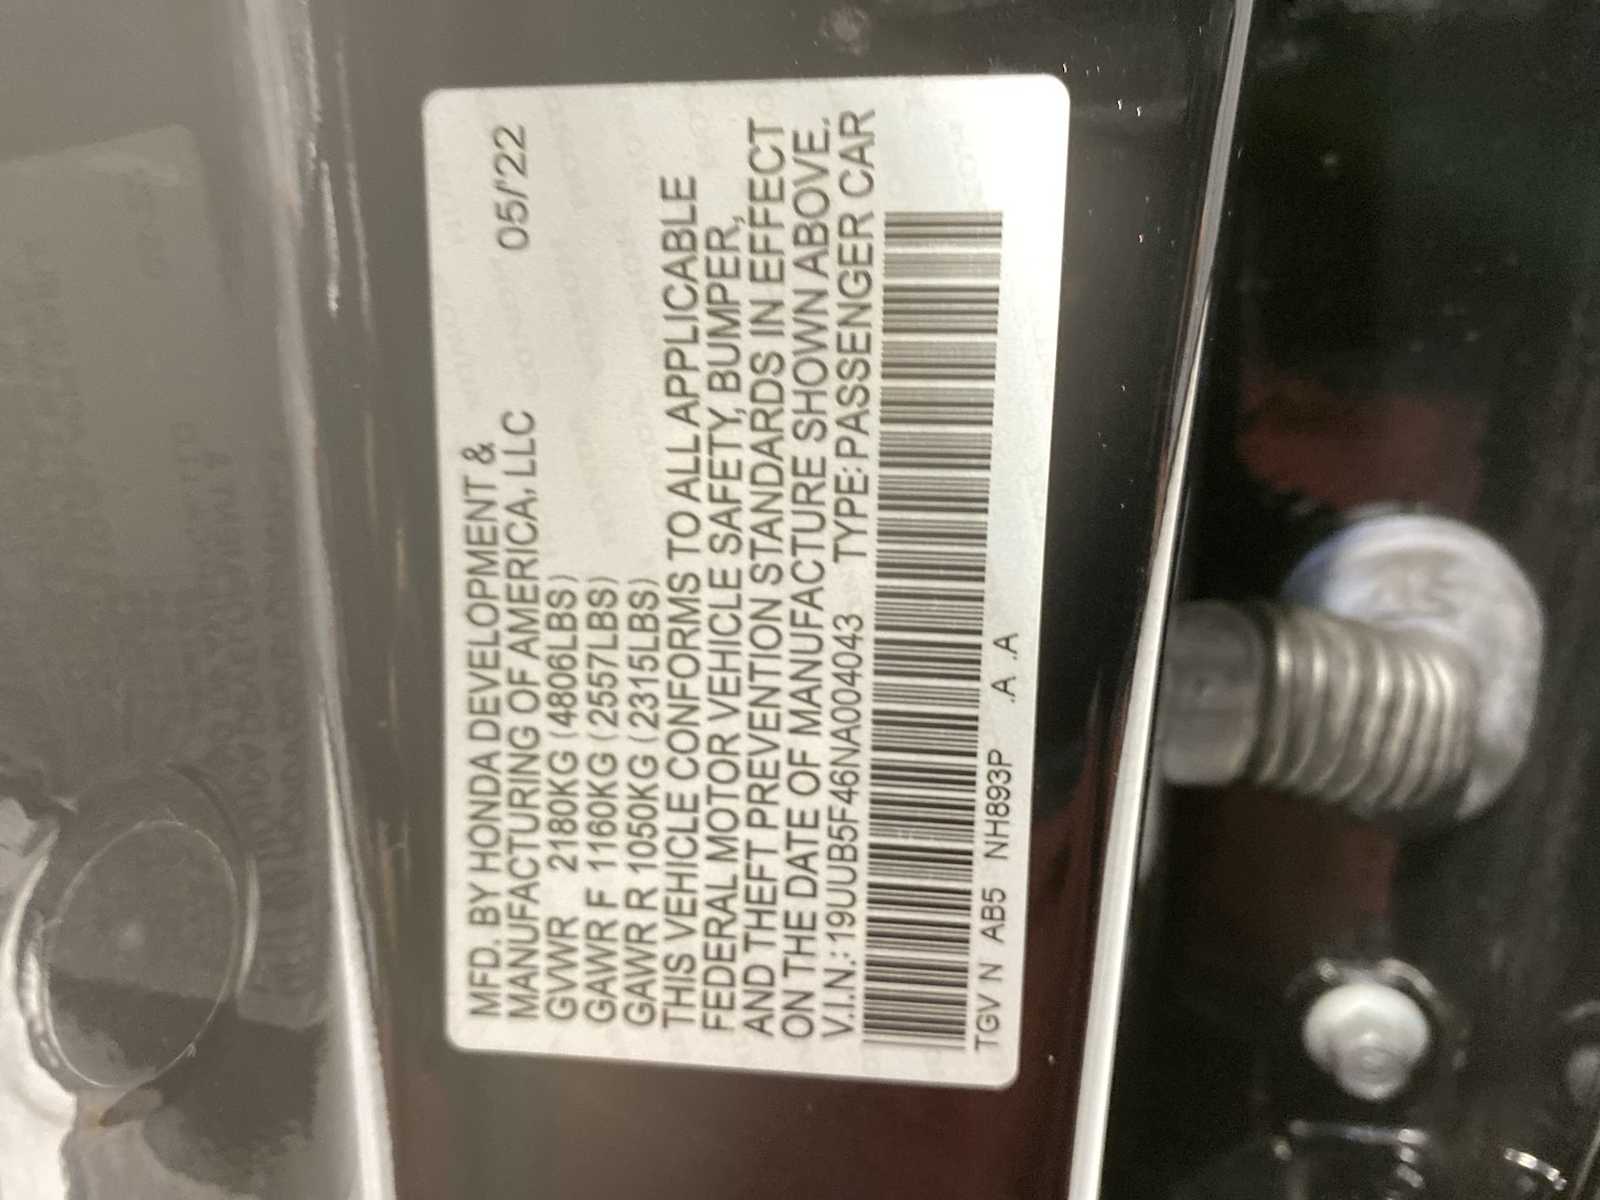 MFD. BY HONDA DEVELOPMENT &
MANUFACTURING OF AMERICA, LLC 05/'22
GVWR 2180KG (4806LBS)
GAWR F 1160KG (2557LBS)
GAWR R 1050KG (2315LBS)
THIS VEHICLE CONFORMS TO ALL APPLICABLE
FEDERAL MOTOR VEHICLE SAFETY, BUMPER,
AND THEFT PREVENTION STANDARDS IN EFFECT
ON THE DATE OF MANUFACTURE SHOWN ABOVE.
V.I.N.: 19UUB5F46NA004043 TYPE: PASSENGER CAR
TGV N AB5 NH893P .A .A